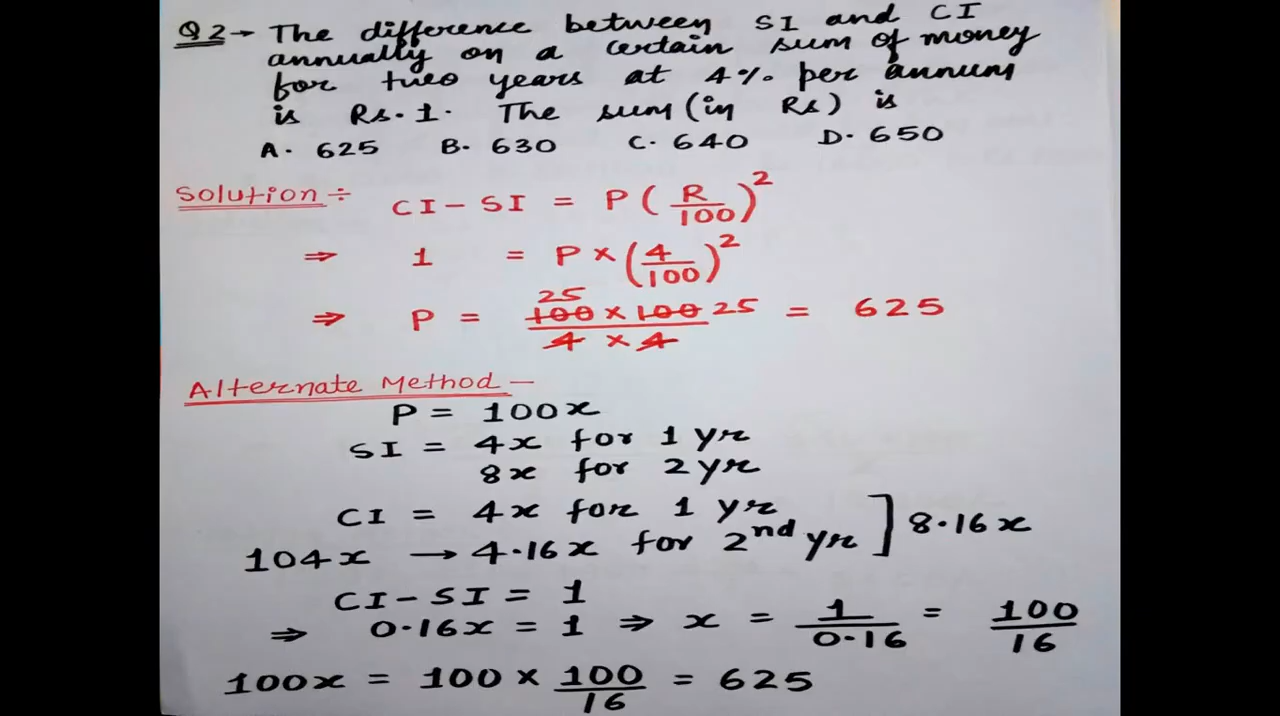 Q2→ The difference between SI and CI
annually on a certain sum of money
for two years at 4% per annum
is Rs. 1. The sum (in Rs) is
A. 625 B. 630 C. 640 D. 650
Solution÷ CI - SI = P(R/100)²
⇒ 1 = P × (4/100)²
⇒ P = 25 100 × 100 25 / 4 × 4 = 625
Alternate Method -
P = 100x
SI = 4x for 1 yr
8x for 2 yr
CI = 4x for 1 yr
104x → 4.16x for 2nd yr ] 8.16x
CI - SI = 1
⇒ 0.16x = 1 ⇒ x = 1/0.16 = 100/16
100x = 100 × 100/16 = 625